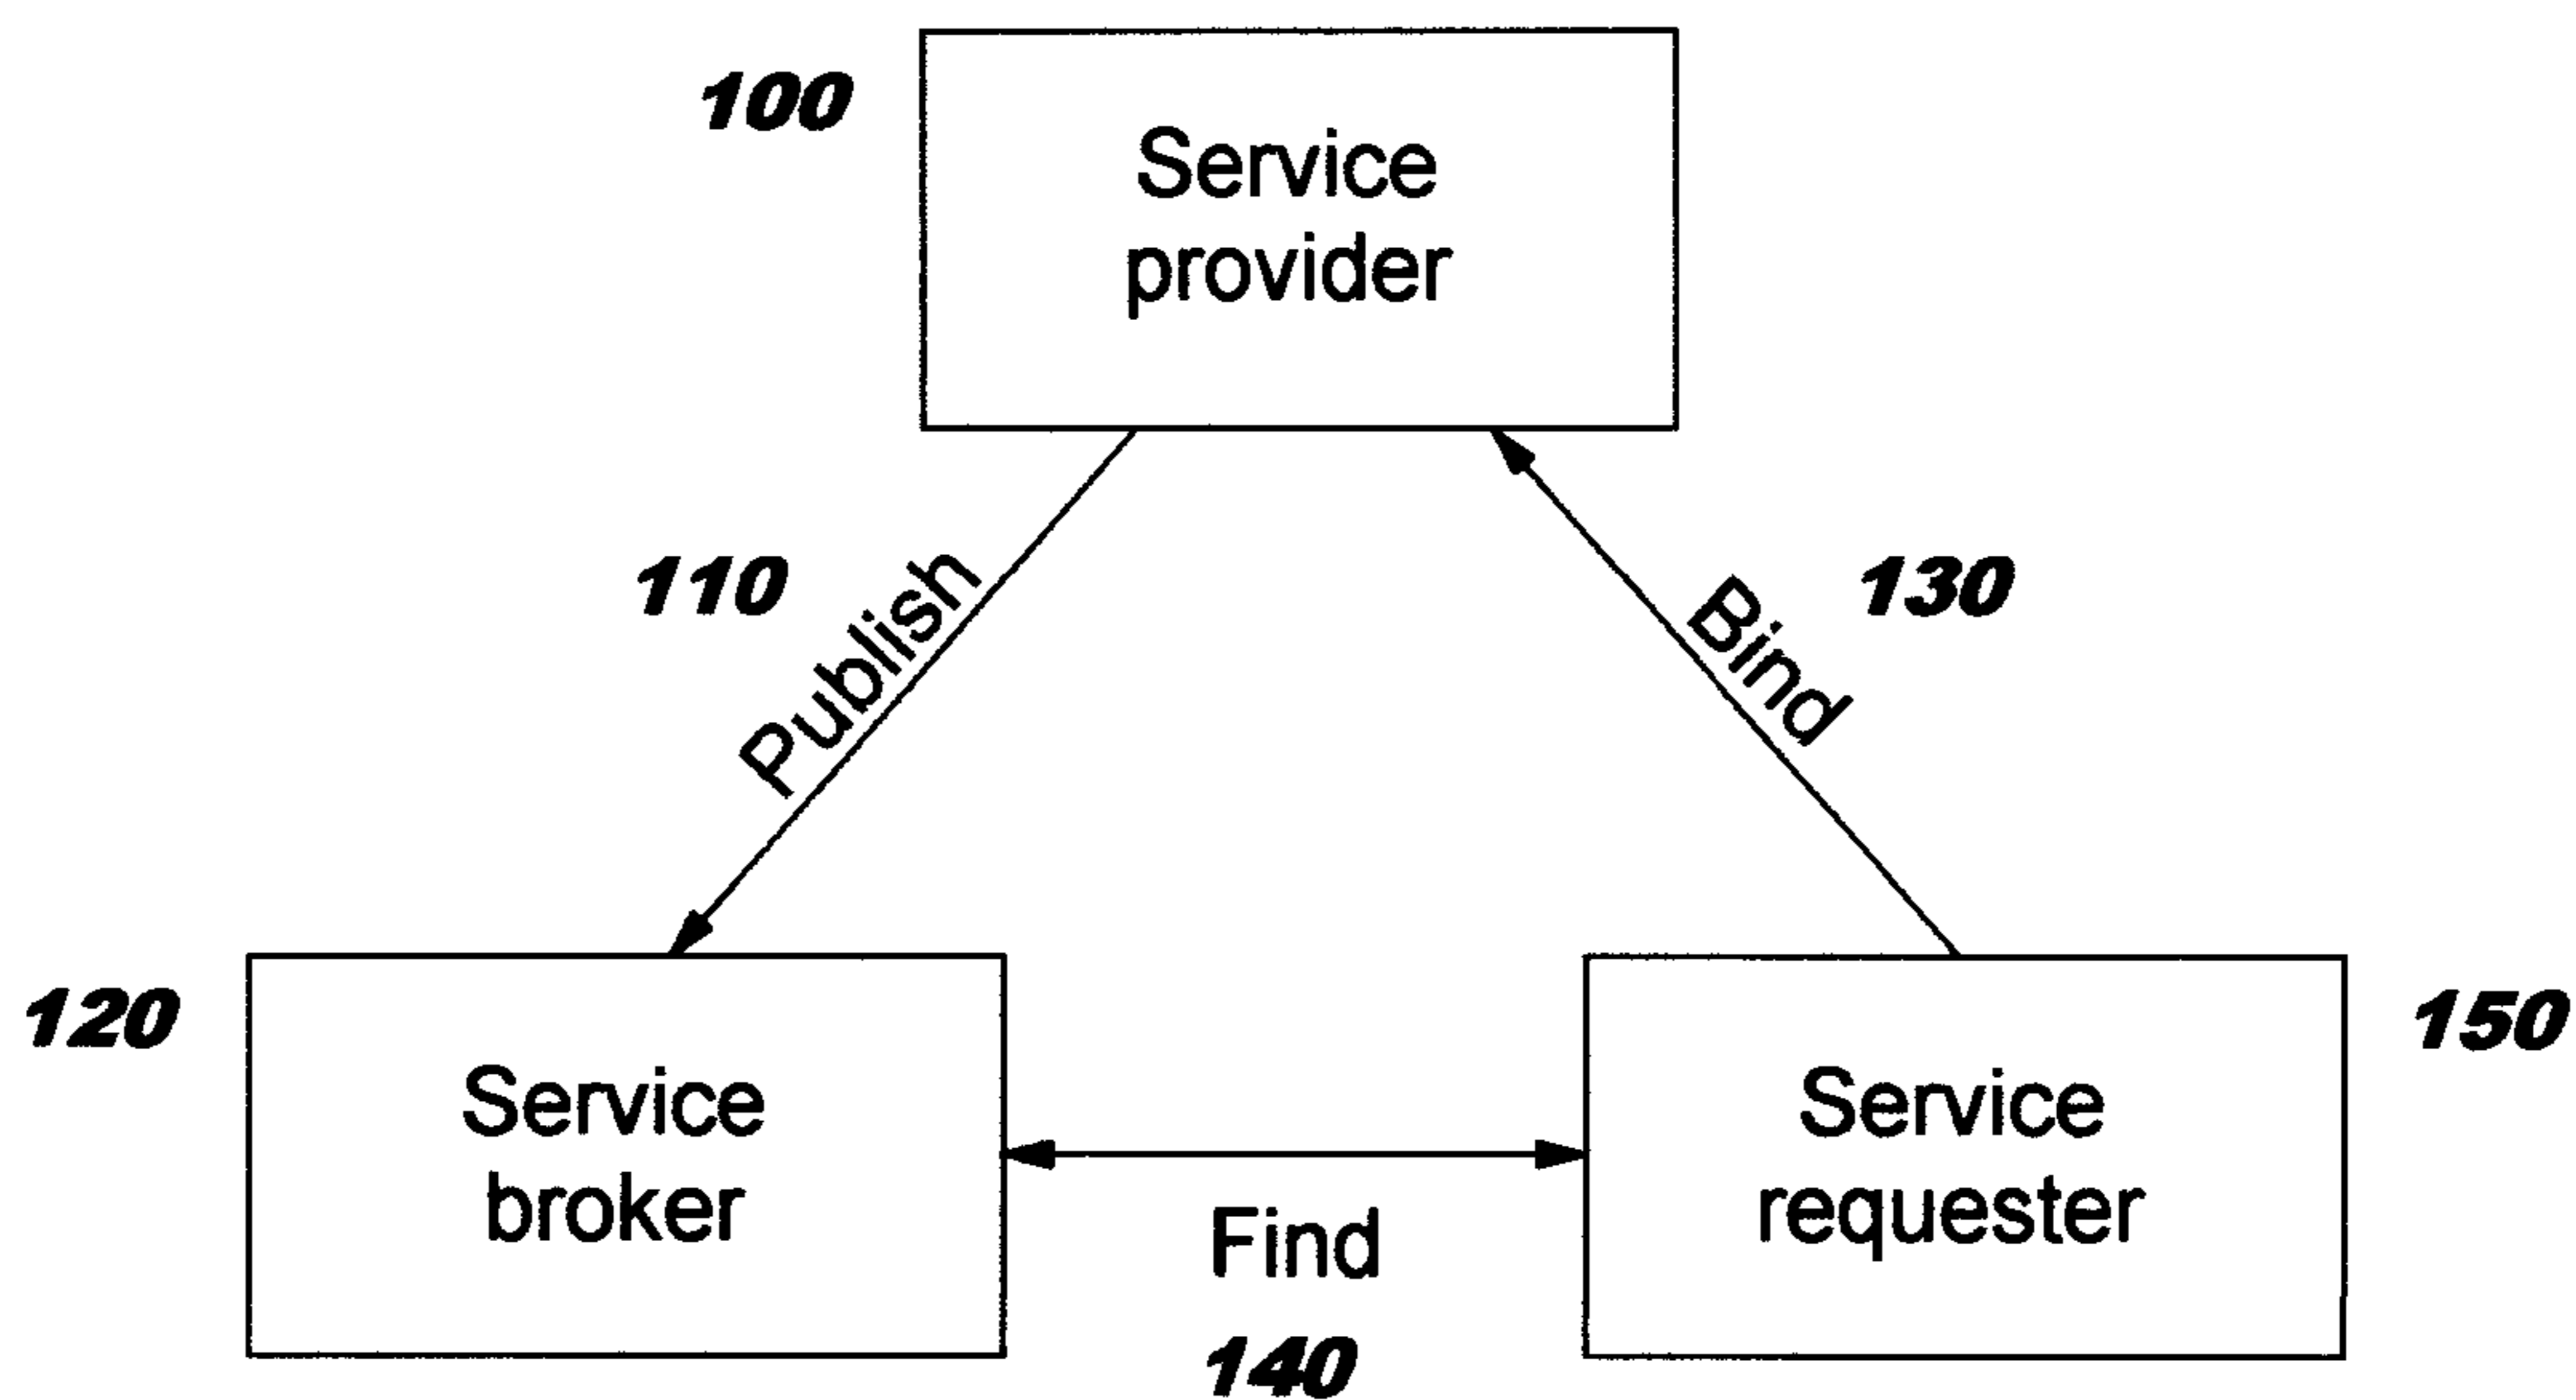 100
Service
provider
110
Publish
Bind
130
120
Service
broker
Find
140
Service
requester
150